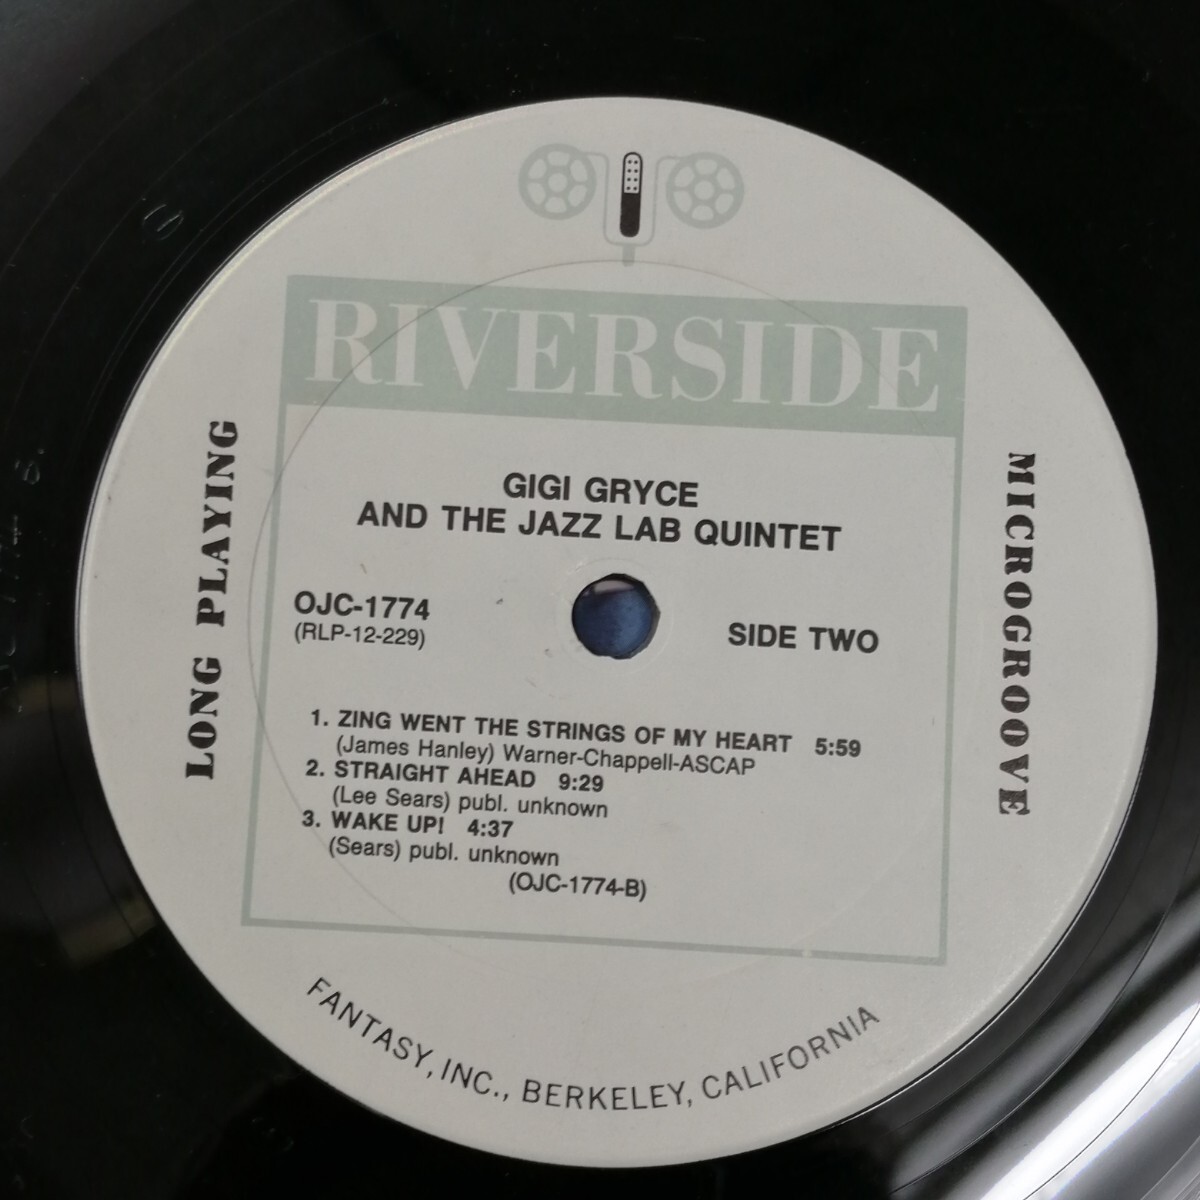 RIVERSIDE
LONG PLAYING
MICROGROOVE
GIGI GRYCE
AND THE JAZZ LAB QUINTET
OJC-1774
(RLP-12-229)
SIDE TWO
1. ZING WENT THE STRINGS OF MY HEART 5:59
(James Hanley) Warner-Chappell-ASCAP
2. STRAIGHT AHEAD 9:29
(Lee Sears) publ. unknown
3. WAKE UP! 4:37
(Sears) publ. unknown
(OJC-1774-B)
FANTASY, INC., BERKELEY, CALIFORNIA